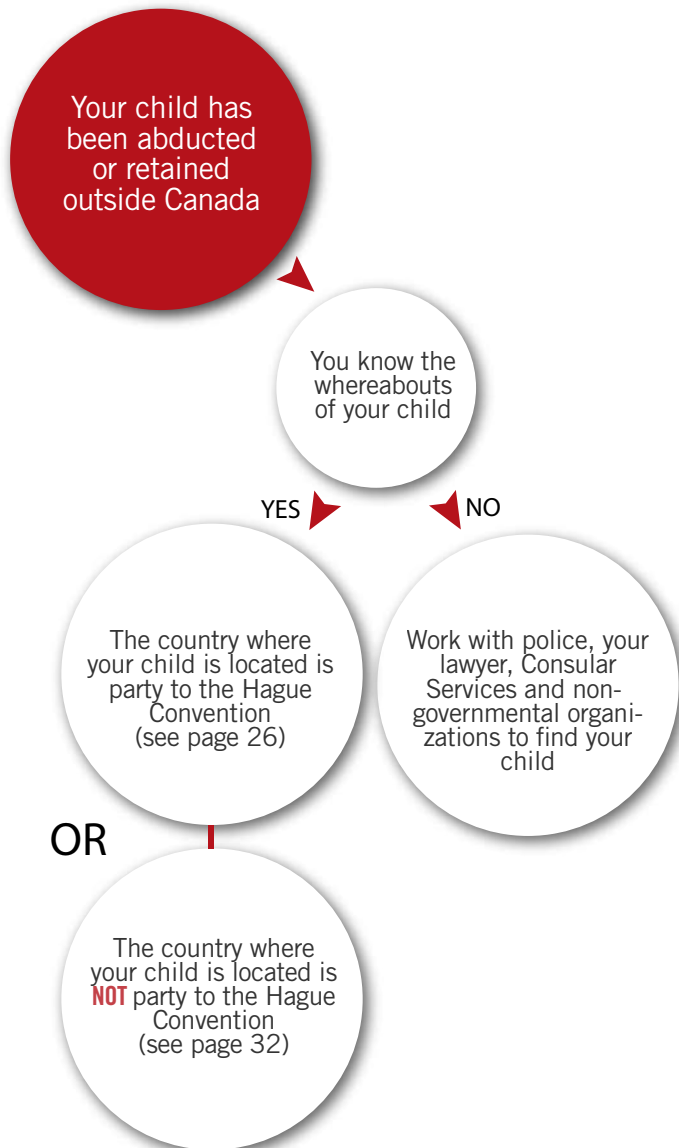 Your child has
been abducted
or retained
outside Canada
You know the
whereabouts
of your child
YES
NO
The country where
your child is located is
party to the Hague
Convention
(see page 26)
Work with police, your
lawyer, Consular
Services and non-
governmental organi-
zations to find your
child
OR
The country where
your child is located is
NOT party to the Hague
Convention
(see page 32)